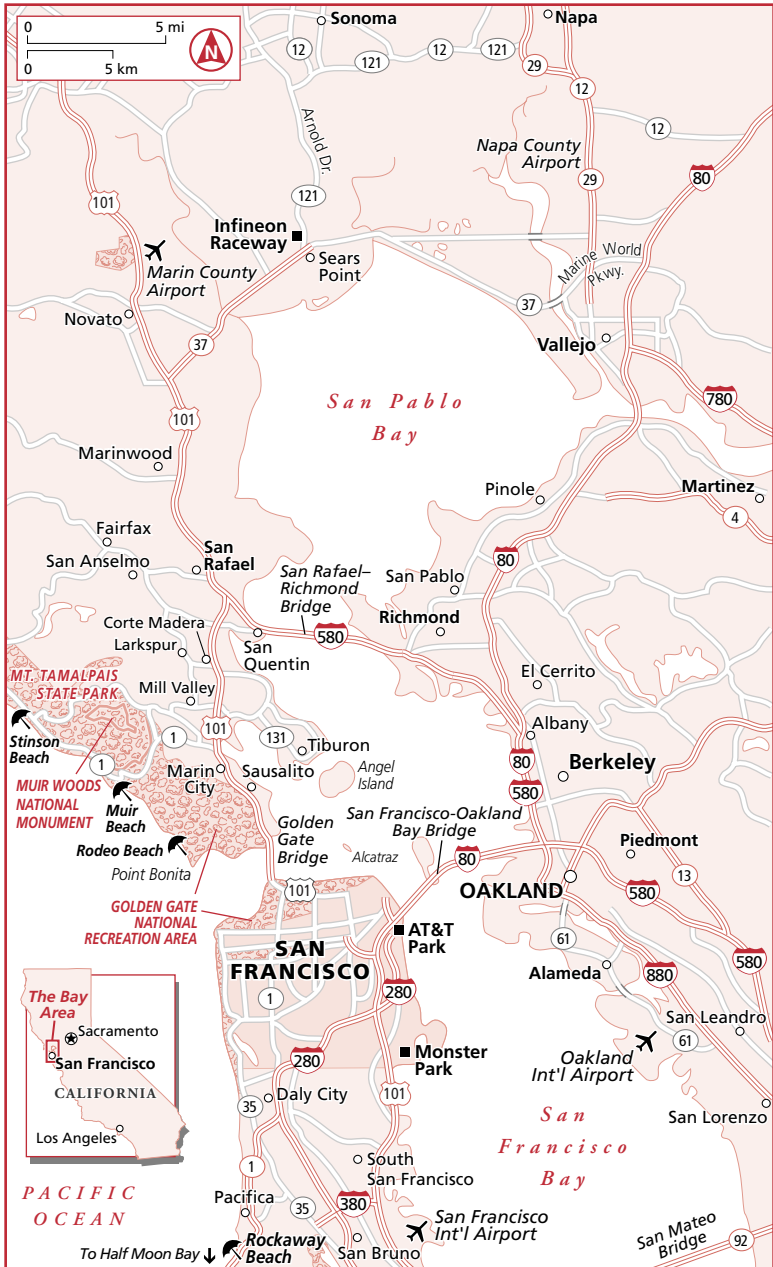 0 5 mi
0 5 km
N
Sonoma
Napa
12
121
12
121
29
12
12
Arnold Dr.
Napa County
Airport
29
80
101
121
Infineon
Raceway
Sears
Point
Marin County
Airport
Marine World
Pkwy.
Novato
37
37
Vallejo
San Pablo
Bay
780
101
Marinwood
Pinole
Martinez
4
Fairfax
San Anselmo
San
Rafael
San Rafael–
Richmond
Bridge
San Pablo
80
Richmond
Corte Madera
Larkspur
San
Quentin
580
MT. TAMALPAIS
STATE PARK
Mill Valley
El Cerrito
Stinson
Beach
1
101
131
Tiburon
Albany
80
1
Marin
City
Sausalito
Angel
Island
Berkeley
580
MUIR WOODS
NATIONAL
MONUMENT
Muir
Beach
Golden
Gate
Bridge
San Francisco-Oakland
Bay Bridge
Rodeo Beach
Point Bonita
Alcatraz
80
Piedmont
13
101
OAKLAND
580
GOLDEN GATE
NATIONAL
RECREATION AREA
SAN
FRANCISCO
AT&T
Park
61
Alameda
880
580
1
280
San Leandro
The Bay
Area
Sacramento
San Francisco
CALIFORNIA
Los Angeles
280
Monster
Park
Oakland
Int'l Airport
61
35
Daly City
101
San
Francisco
Bay
San Lorenzo
1
South
San Francisco
PACIFIC
OCEAN
Pacifica
35
380
San Francisco
Int'l Airport
To Half Moon Bay
Rockaway
Beach
San Bruno
San Mateo
Bridge
92